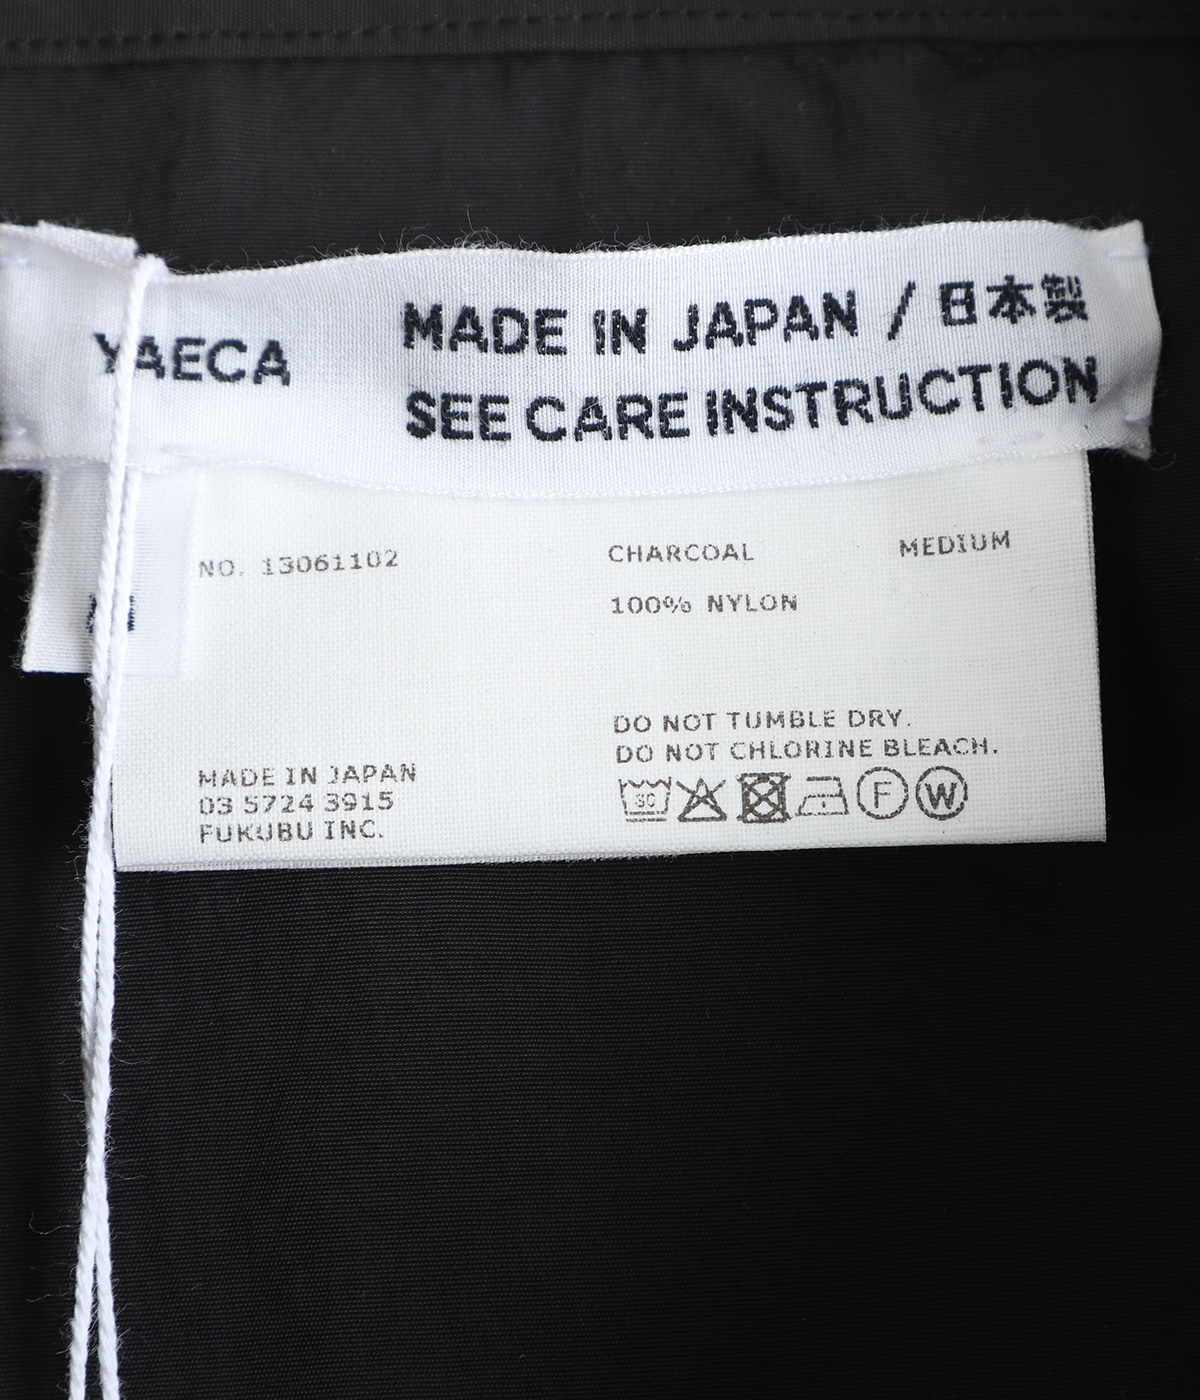 YAECA
MADE IN JAPAN / 日本製
SEE CARE INSTRUCTION
NO. 13061102
CHARCOAL
MEDIUM
100% NYLON
DO NOT TUMBLE DRY.
DO NOT CHLORINE BLEACH.
30
F
W
MADE IN JAPAN
03 5724 3915
FUKUBU INC.